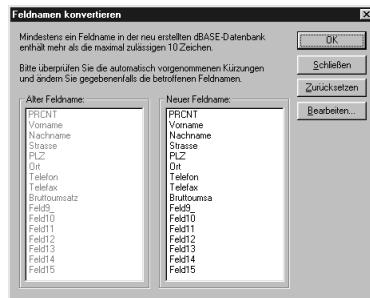 Feldnamen konvertieren
Mindestens ein Feldname in der neu erstellten dBASE-Datenbank
enthält mehr als die maximal zulässigen 10 Zeichen.
Bitte überprüfen Sie die automatisch vorgenommenen Kürzungen
und ändern Sie gegebenenfalls die betroffenen Feldnamen.
OK
Schließen
Zurücksetzen
Bearbeiten...
Alter Feldname:
PRCNT
Vorname
Nachname
Strasse
PLZ
Ort
Telefon
Telefax
Bruttoumsatz
Feld9_
Feld10
Feld11
Feld12
Feld13
Feld14
Feld15
Neuer Feldname:
PRCNT
Vorname
Nachname
Strasse
PLZ
Ort
Telefon
Telefax
Bruttoumsa
Feld9_
Feld10
Feld11
Feld12
Feld13
Feld14
Feld15